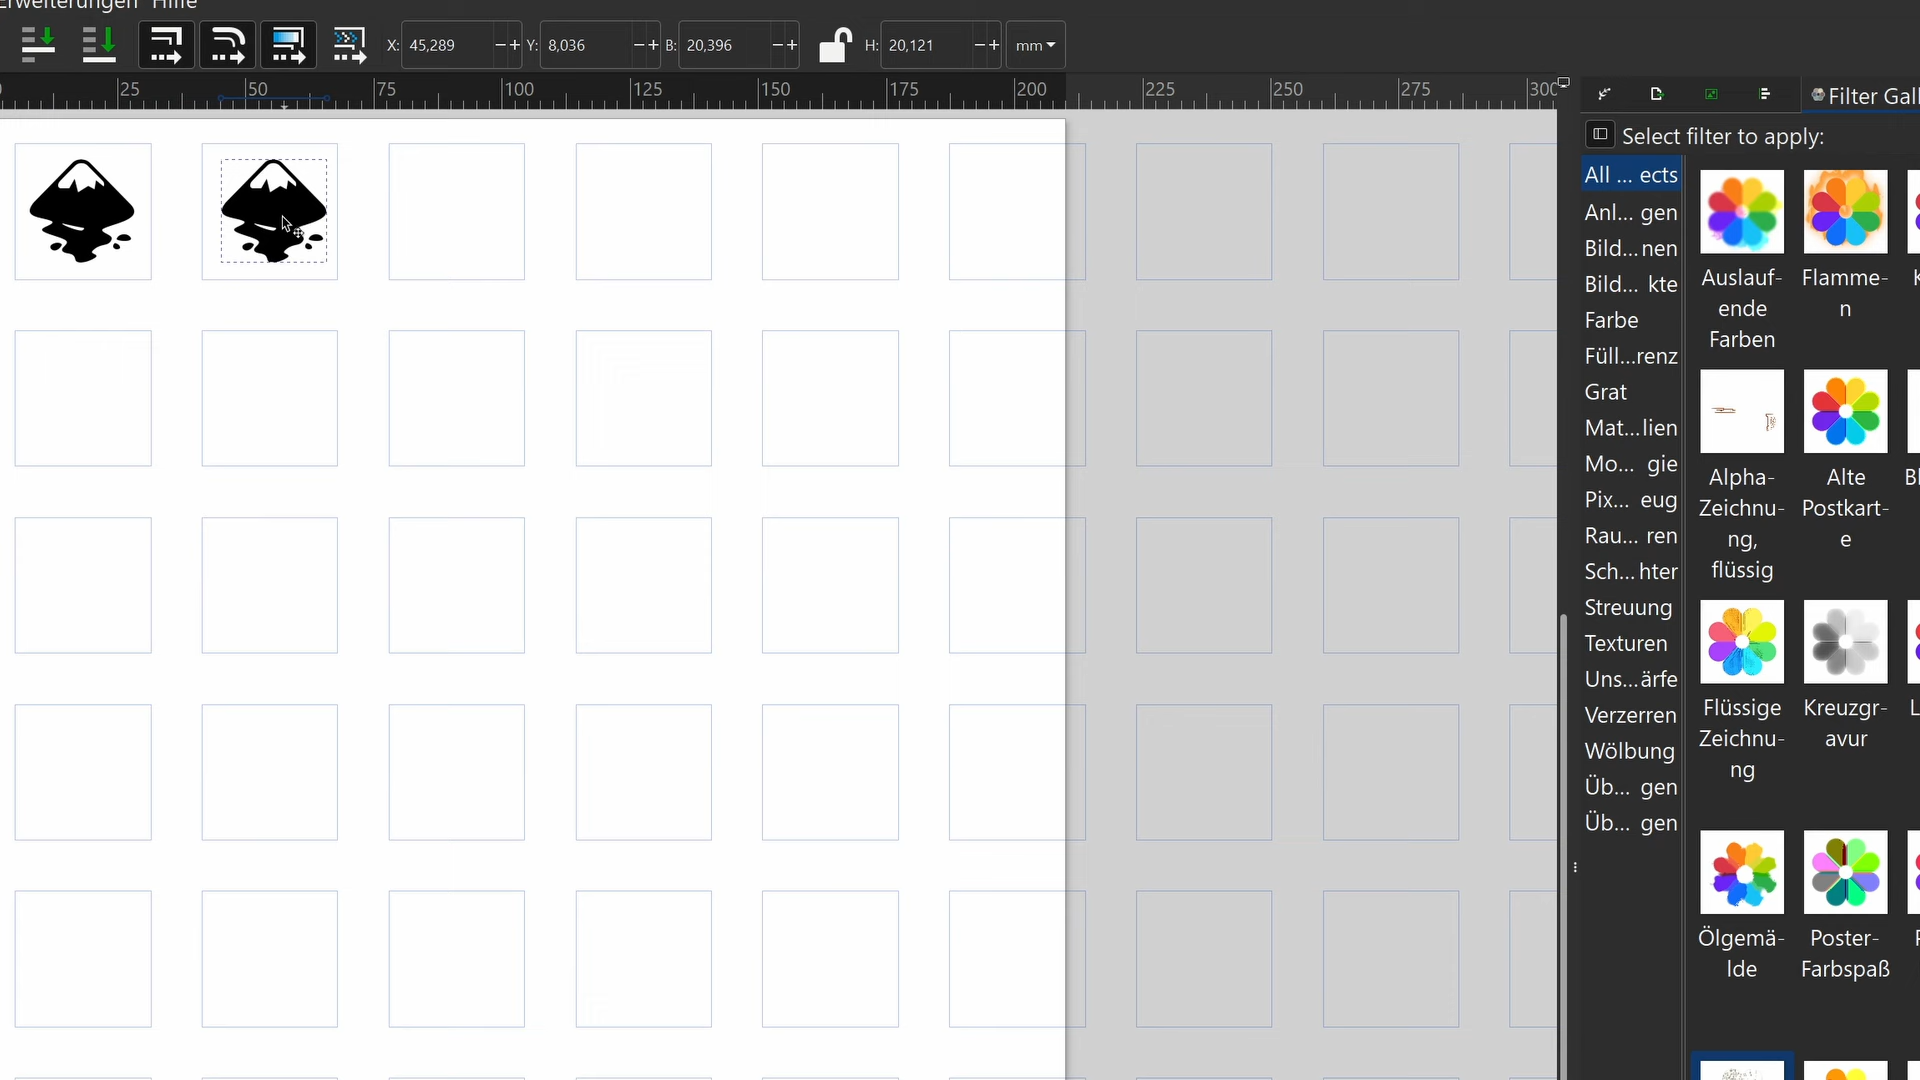 Erweiterungen Hilfe
X: 45,289 Y: 8,036 B: 20,396 H: 20,121 mm
25 50 75 100 125 150 175 200 225 250 275 300
Filter Gall
Select filter to apply:
All ... ects
Anl... gen
Bild...nen
Bild... kte
Farbe
Füll...renz
Grat
Mat...lien
Mo... gie
Pix... eug
Rau... ren
Sch...hter
Streuung
Texturen
Uns...ärfe
Verzerren
Wölbung
Üb... gen
Üb... gen
Auslauf-
ende
Farben
Flamme-
n
Alpha-
Zeichnu-
ng,
flüssig
Alte
Postkart-
e
Flüssige
Zeichnu-
ng
Kreuzgr-
avur
Ölgemä-
lde
Poster-
Farbspaß